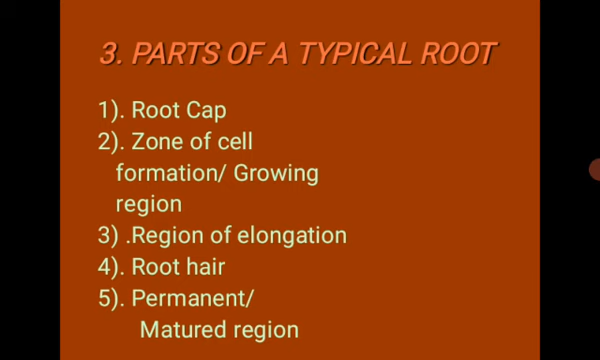 3. PARTS OF A TYPICAL ROOT
1). Root Cap
2). Zone of cell
formation/ Growing
region
3) .Region of elongation
4). Root hair
5). Permanent/
Matured region